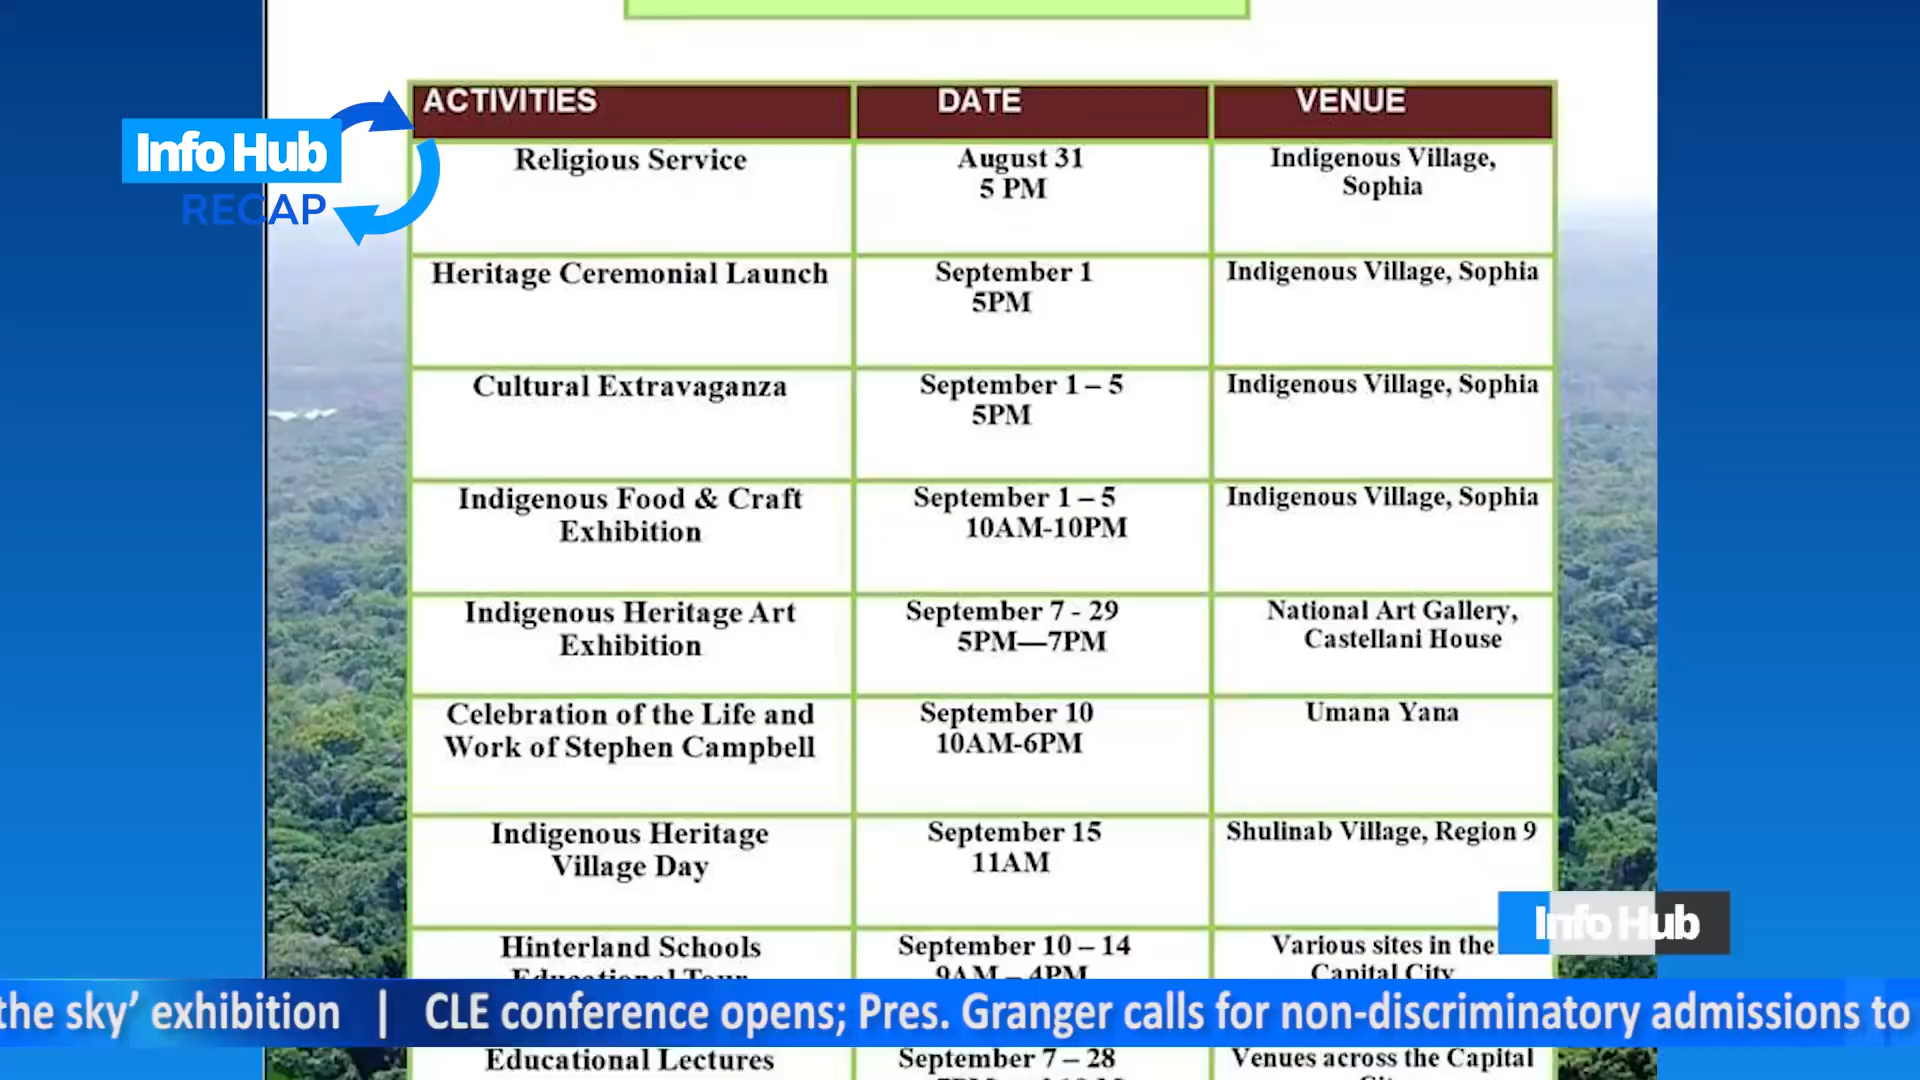 ACTIVITIES DATE VENUE
Info Hub
RECAP
Religious Service
August 31
5 PM
Indigenous Village,
Sophia
Heritage Ceremonial Launch
September 1
5PM
Indigenous Village, Sophia
Cultural Extravaganza
September 1 – 5
5PM
Indigenous Village, Sophia
Indigenous Food & Craft
Exhibition
September 1 – 5
10AM-10PM
Indigenous Village, Sophia
Indigenous Heritage Art
Exhibition
September 7 - 29
5PM—7PM
National Art Gallery,
Castellani House
Celebration of the Life and
Work of Stephen Campbell
September 10
10AM-6PM
Umana Yana
Indigenous Heritage
Village Day
September 15
11AM
Shulinab Village, Region 9
Info Hub
Hinterland Schools
Educational Tour
September 10 – 14
9AM – 4PM
Various sites in the
Capital City
the sky’ exhibition | CLE conference opens; Pres. Granger calls for non-discriminatory admissions to
Educational Lectures
September 7 – 28
Venues across the Capital